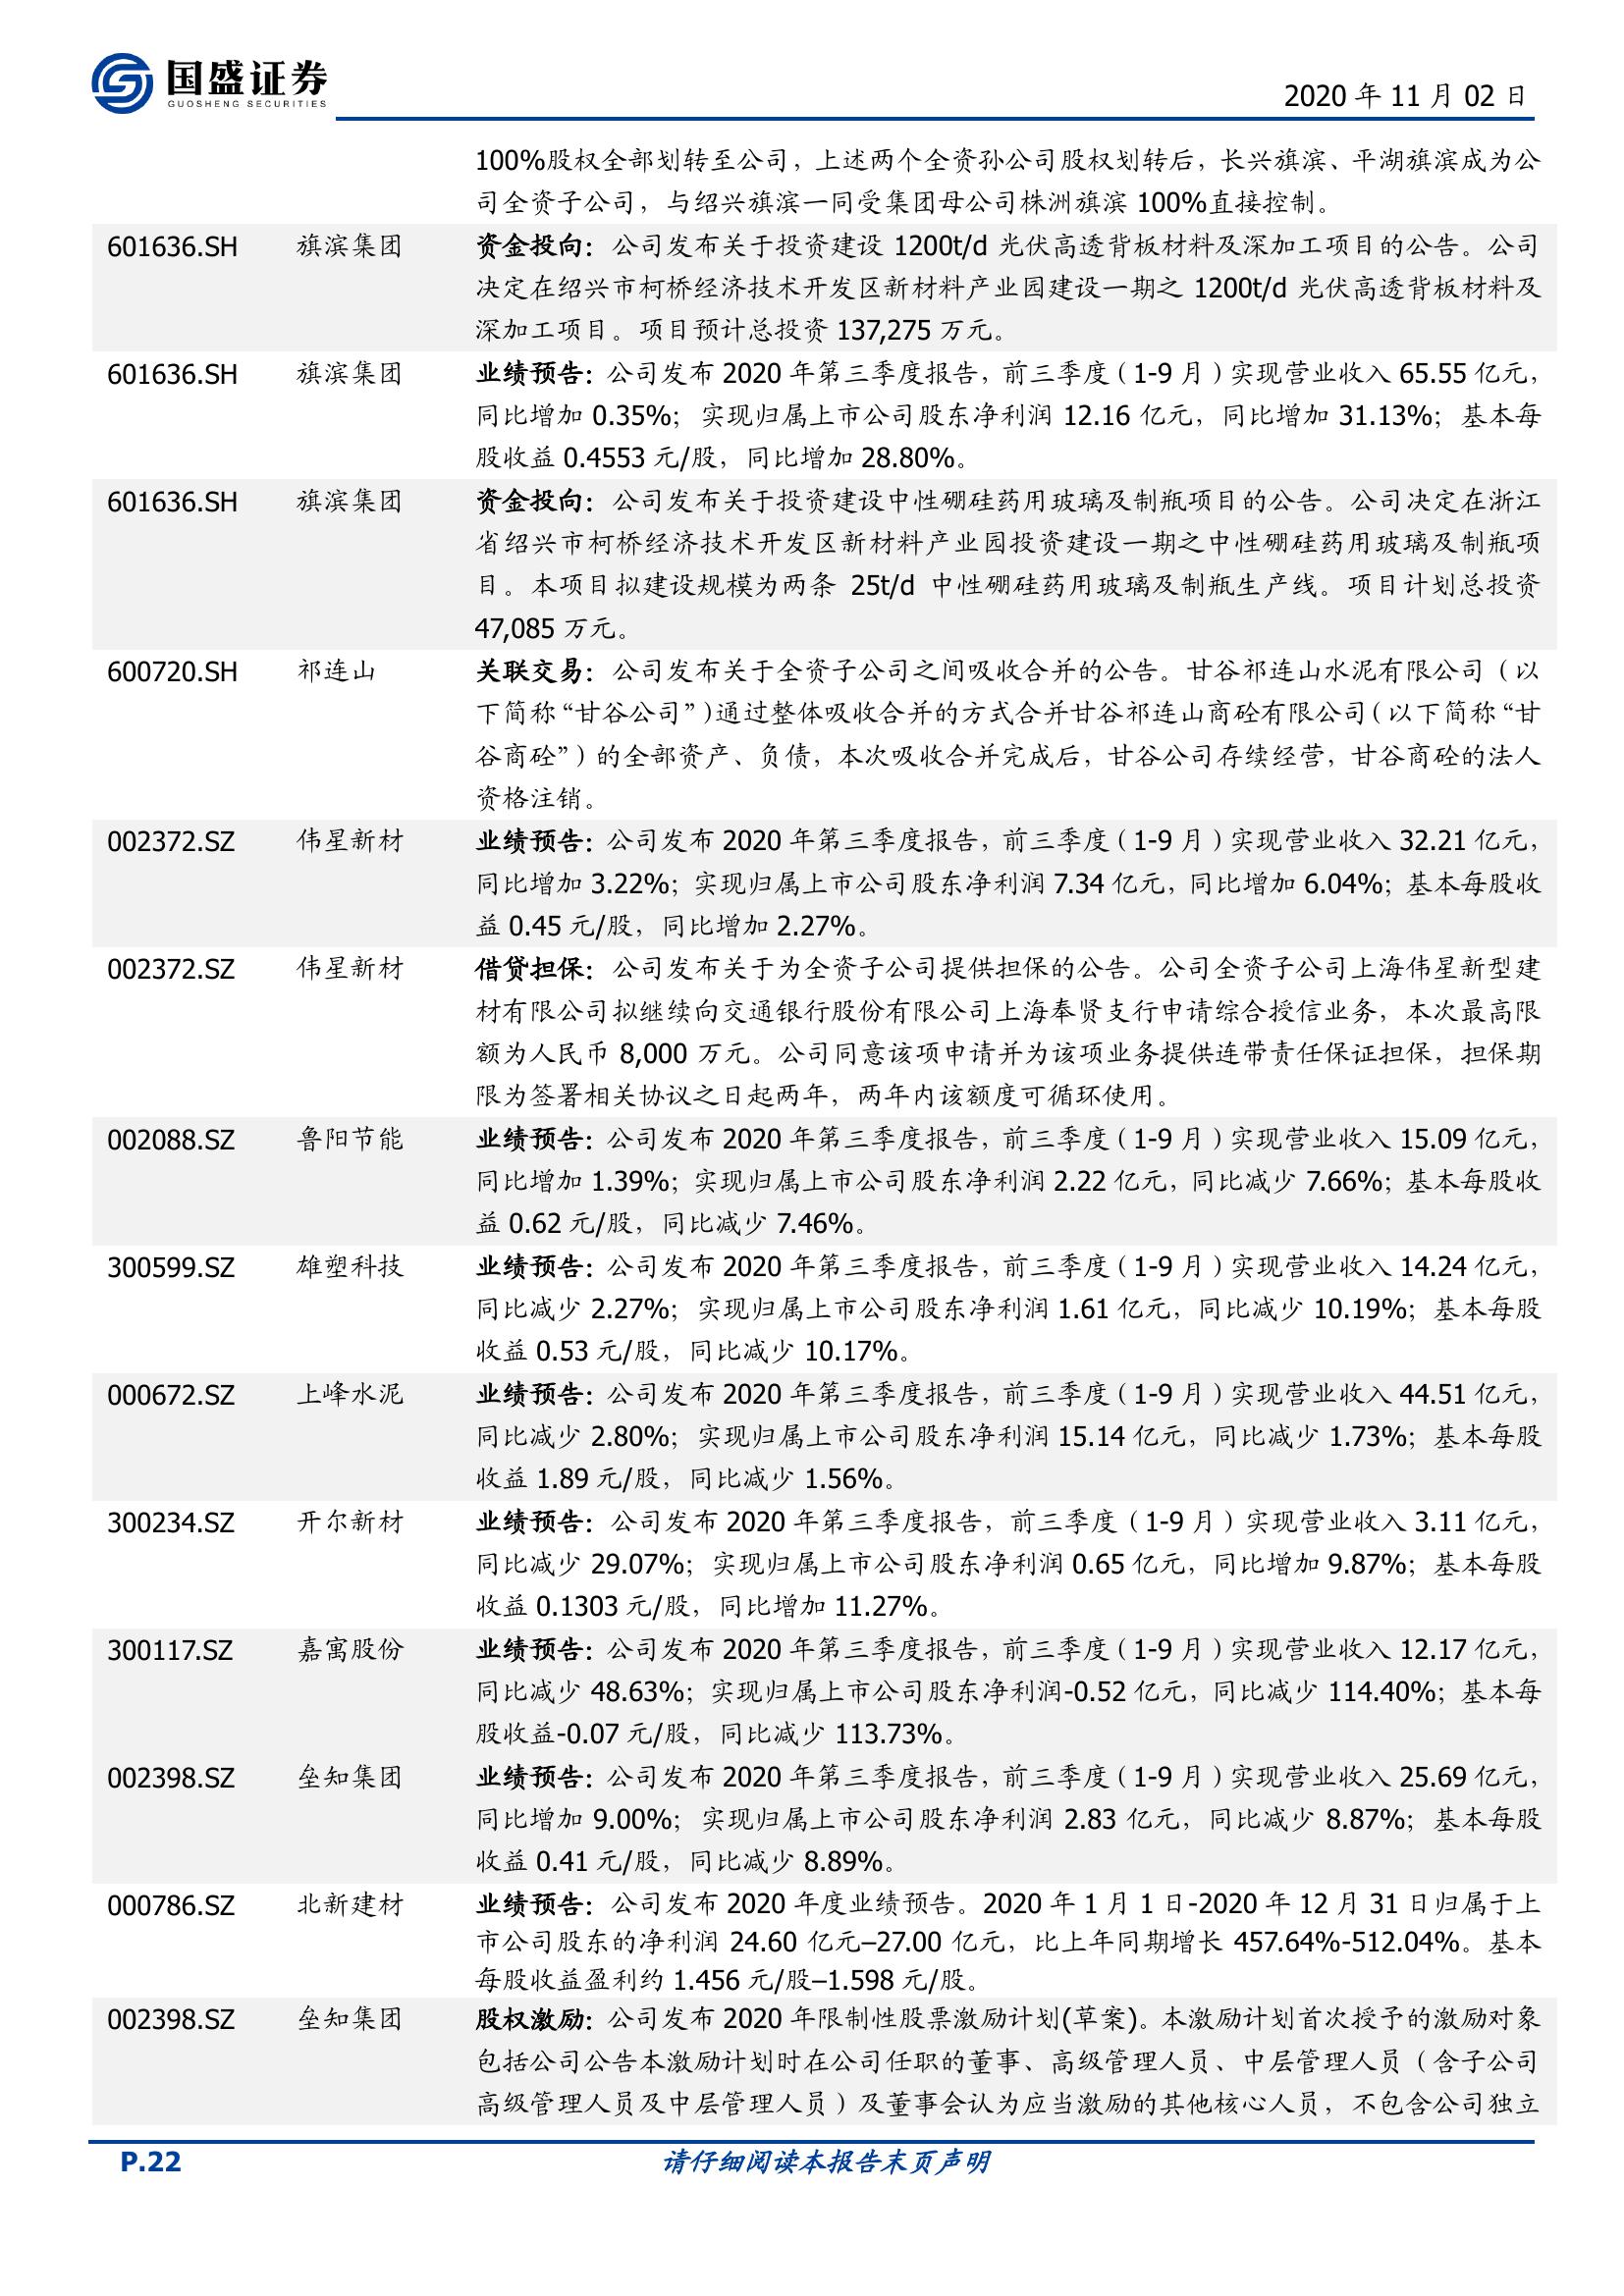 国盛证券
GUOSHENG SECURITIES
2020 年 11 月 02 日
100%股权全部划转至公司，上述两个全资孙公司股权划转后，长兴旗滨、平湖旗滨成为公
司全资子公司，与绍兴旗滨一同受集团母公司株洲旗滨 100%直接控制。
601636.SH 旗滨集团 资金投向：公司发布关于投资建设 1200t/d 光伏高透背板材料及深加工项目的公告。公司
决定在绍兴市柯桥经济技术开发区新材料产业园建设一期之 1200t/d 光伏高透背板材料及
深加工项目。项目预计总投资 137,275 万元。
601636.SH 旗滨集团 业绩预告：公司发布 2020 年第三季度报告，前三季度（1-9 月）实现营业收入 65.55 亿元，
同比增加 0.35%；实现归属上市公司股东净利润 12.16 亿元，同比增加 31.13%；基本每
股收益 0.4553 元/股，同比增加 28.80%。
601636.SH 旗滨集团 资金投向：公司发布关于投资建设中性硼硅药用玻璃及制瓶项目的公告。公司决定在浙江
省绍兴市柯桥经济技术开发区新材料产业园投资建设一期之中性硼硅药用玻璃及制瓶项
目。本项目拟建设规模为两条 25t/d 中性硼硅药用玻璃及制瓶生产线。项目计划总投资
47,085 万元。
600720.SH 祁连山 关联交易：公司发布关于全资子公司之间吸收合并的公告。甘谷祁连山水泥有限公司（以
下简称“甘谷公司”）通过整体吸收合并的方式合并甘谷祁连山商砼有限公司（以下简称“甘
谷商砼”）的全部资产、负债，本次吸收合并完成后，甘谷公司存续经营，甘谷商砼的法人
资格注销。
002372.SZ 伟星新材 业绩预告：公司发布 2020 年第三季度报告，前三季度（1-9 月）实现营业收入 32.21 亿元，
同比增加 3.22%；实现归属上市公司股东净利润 7.34 亿元，同比增加 6.04%；基本每股收
益 0.45 元/股，同比增加 2.27%。
002372.SZ 伟星新材 借贷担保：公司发布关于为全资子公司提供担保的公告。公司全资子公司上海伟星新型建
材有限公司拟继续向交通银行股份有限公司上海奉贤支行申请综合授信业务，本次最高限
额为人民币 8,000 万元。公司同意该项申请并为该项业务提供连带责任保证担保，担保期
限为签署相关协议之日起两年，两年内该额度可循环使用。
002088.SZ 鲁阳节能 业绩预告：公司发布 2020 年第三季度报告，前三季度（1-9 月）实现营业收入 15.09 亿元，
同比增加 1.39%；实现归属上市公司股东净利润 2.22 亿元，同比减少 7.66%；基本每股收
益 0.62 元/股，同比减少 7.46%。
300599.SZ 雄塑科技 业绩预告：公司发布 2020 年第三季度报告，前三季度（1-9 月）实现营业收入 14.24 亿元，
同比减少 2.27%；实现归属上市公司股东净利润 1.61 亿元，同比减少 10.19%；基本每股
收益 0.53 元/股，同比减少 10.17%。
000672.SZ 上峰水泥 业绩预告：公司发布 2020 年第三季度报告，前三季度（1-9 月）实现营业收入 44.51 亿元，
同比减少 2.80%；实现归属上市公司股东净利润 15.14 亿元，同比减少 1.73%；基本每股
收益 1.89 元/股，同比减少 1.56%。
300234.SZ 开尔新材 业绩预告：公司发布 2020 年第三季度报告，前三季度（1-9 月）实现营业收入 3.11 亿元，
同比减少 29.07%；实现归属上市公司股东净利润 0.65 亿元，同比增加 9.87%；基本每股
收益 0.1303 元/股，同比增加 11.27%。
300117.SZ 嘉寓股份 业绩预告：公司发布 2020 年第三季度报告，前三季度（1-9 月）实现营业收入 12.17 亿元，
同比减少 48.63%；实现归属上市公司股东净利润-0.52 亿元，同比减少 114.40%；基本每
股收益-0.07 元/股，同比减少 113.73%。
002398.SZ 垒知集团 业绩预告：公司发布 2020 年第三季度报告，前三季度（1-9 月）实现营业收入 25.69 亿元，
同比增加 9.00%；实现归属上市公司股东净利润 2.83 亿元，同比减少 8.87%；基本每股
收益 0.41 元/股，同比减少 8.89%。
000786.SZ 北新建材 业绩预告：公司发布 2020 年度业绩预告。2020 年 1 月 1 日-2020 年 12 月 31 日归属于上
市公司股东的净利润 24.60 亿元–27.00 亿元，比上年同期增长 457.64%-512.04%。基本
每股收益盈利约 1.456 元/股–1.598 元/股。
002398.SZ 垒知集团 股权激励：公司发布 2020 年限制性股票激励计划(草案)。本激励计划首次授予的激励对象
包括公司公告本激励计划时在公司任职的董事、高级管理人员、中层管理人员（含子公司
高级管理人员及中层管理人员）及董事会认为应当激励的其他核心人员，不包含公司独立
P.22 请仔细阅读本报告末页声明